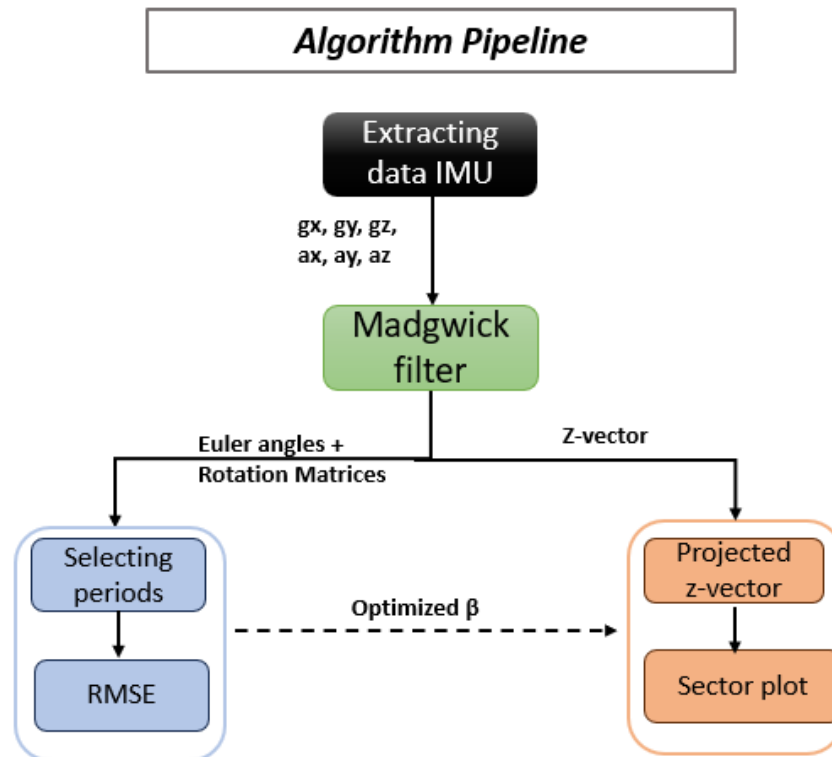 Algorithm Pipeline
Extracting
data IMU
gx, gy, gz,
ax, ay, az
Madgwick
filter
Euler angles +
Rotation Matrices
Z-vector
Selecting
periods
RMSE
Optimized β
Projected
z-vector
Sector plot